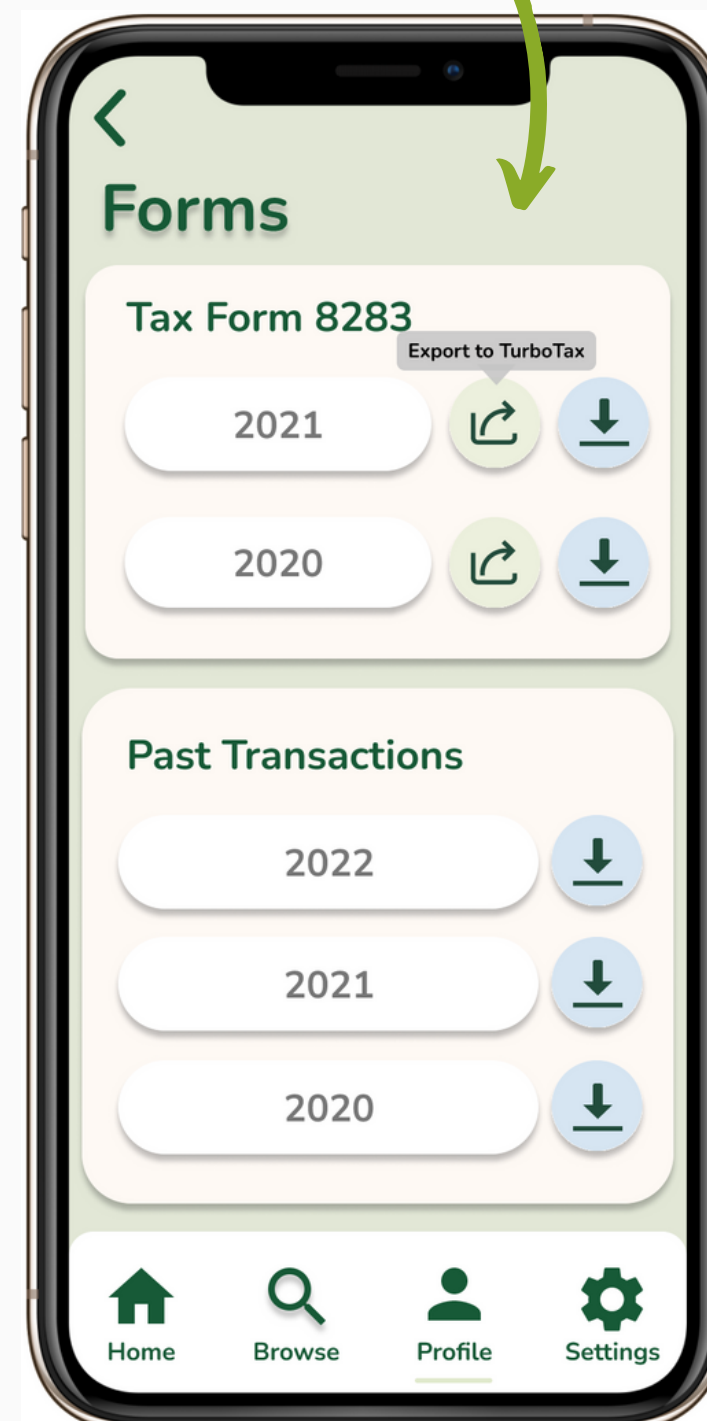 Forms
Tax Form 8283
Export to TurboTax
2021
2020
Past Transactions
2022
2021
2020
Home Browse Profile Settings